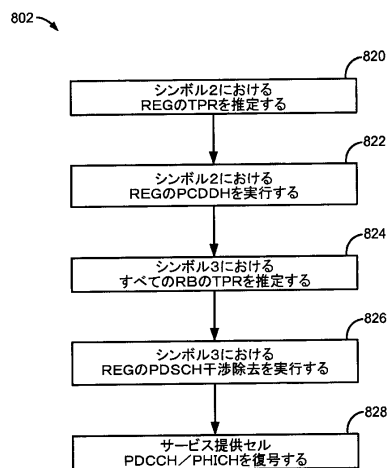 802
820
シンボル2における
REGのTPRを推定する
822
シンボル2における
REGのPCDDHを実行する
824
シンボル3における
すべてのRBのTPRを推定する
826
シンボル3における
REGのPDSCH干渉除去を実行する
828
サービス提供セル
PDCCH/PHICHを復号する